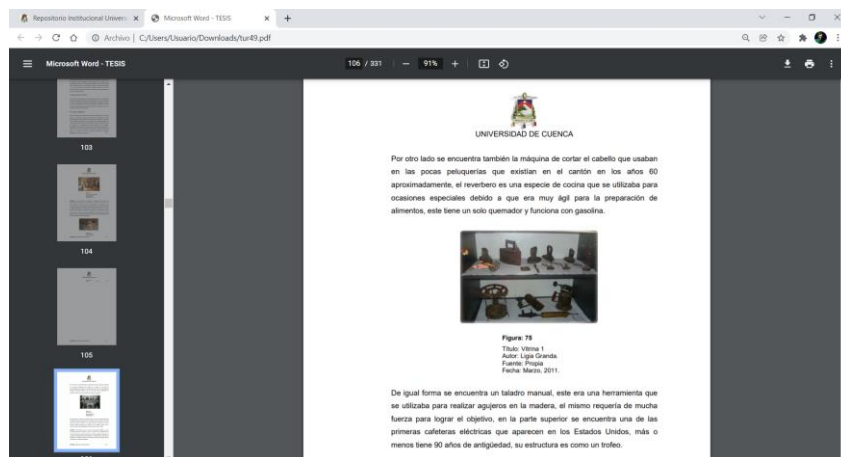 Repositorio Institucional Univers
Microsoft Word - TESIS
Archivo | C:/Users/Usuario/Downloads/tur49.pdf
Microsoft Word - TESIS
106 / 331
91%
103
104
105
UNIVERSIDAD DE CUENCA
Por otro lado se encuentra también la máquina de cortar el cabello que usaban
en las pocas peluquerías que existían en el cantón en los años 60
aproximadamente, el reverbero es una especie de cocina que se utilizaba para
ocasiones especiales debido a que era muy ágil para la preparación de
alimentos, este tiene un solo quemador y funciona con gasolina.
Figura: 75
Título: Vitrina 1
Autor: Ligia Granda.
Fuente: Propia
Fecha: Marzo, 2011.
De igual forma se encuentra un taladro manual, este era una herramienta que
se utilizaba para realizar agujeros en la madera, el mismo requería de mucha
fuerza para lograr el objetivo, en la parte superior se encuentra una de las
primeras cafeteras eléctricas que aparecen en los Estados Unidos, más o
menos tiene 90 años de antigüedad, su estructura es como un trofeo.